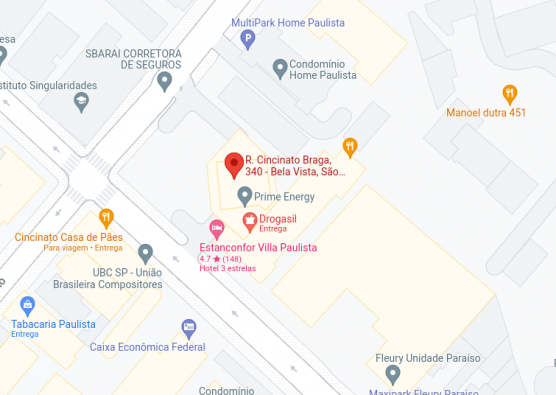 MultiPark Home Paulista
esa
SBARAI CORRETORA
DE SEGUROS
Condomínio
Home Paulista
stituto Singularidades
Manoel dutra 451
R. Cincinato Braga,
340 - Bela Vista, São...
Prime Energy
Drogasil
Entrega
Cincinato Casa de Pães
Para viagem • Entrega
Estanconfor Villa Paulista
4.7 ★ (148)
Hotel 3 estrelas
UBC SP - União
Brasileira Compositores
Tabacaria Paulista
Entrega
Caixa Econômica Federal
Fleury Unidade Paraíso
Condomínio
Maxipark Fleury Paraíso